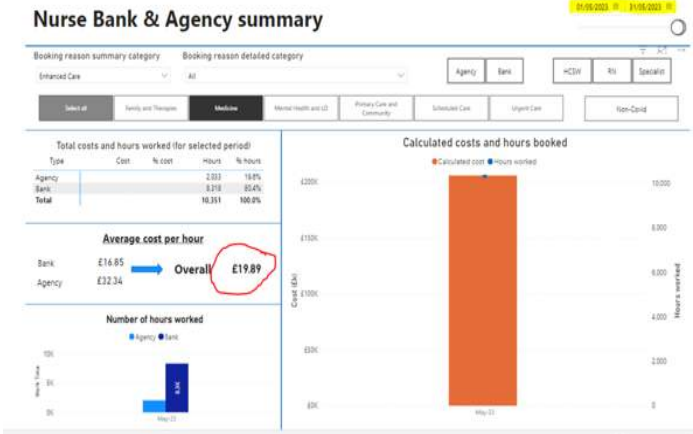 Nurse Bank & Agency summary
01/05/2023 31/05/2023
Booking reason summary category Booking reason detailed category
Enhanced Care All
Agency Bank HCSW RN Specialist
Select all Family and Therapies Medicine Mental Health and LD Primary Care and Community Scheduled Care Urgent Care Non-Covid
Total costs and hours worked (for selected period)
Type Cost % cost Hours % hours
Agency 2,033 19.6%
Bank 8,318 80.4%
Total 10,351 100.0%
Average cost per hour
Bank £16.85
Overall £19.89
Agency £32.34
Number of hours worked
Agency Bank
10K
5K
0K
8.3K
May-23
Calculated costs and hours booked
Calculated cost Hours worked
Cost (£k)
£200K
£150K
£100K
£50K
£0K
May-23
10,000
8,000
6,000
4,000
2,000
0
Hours worked